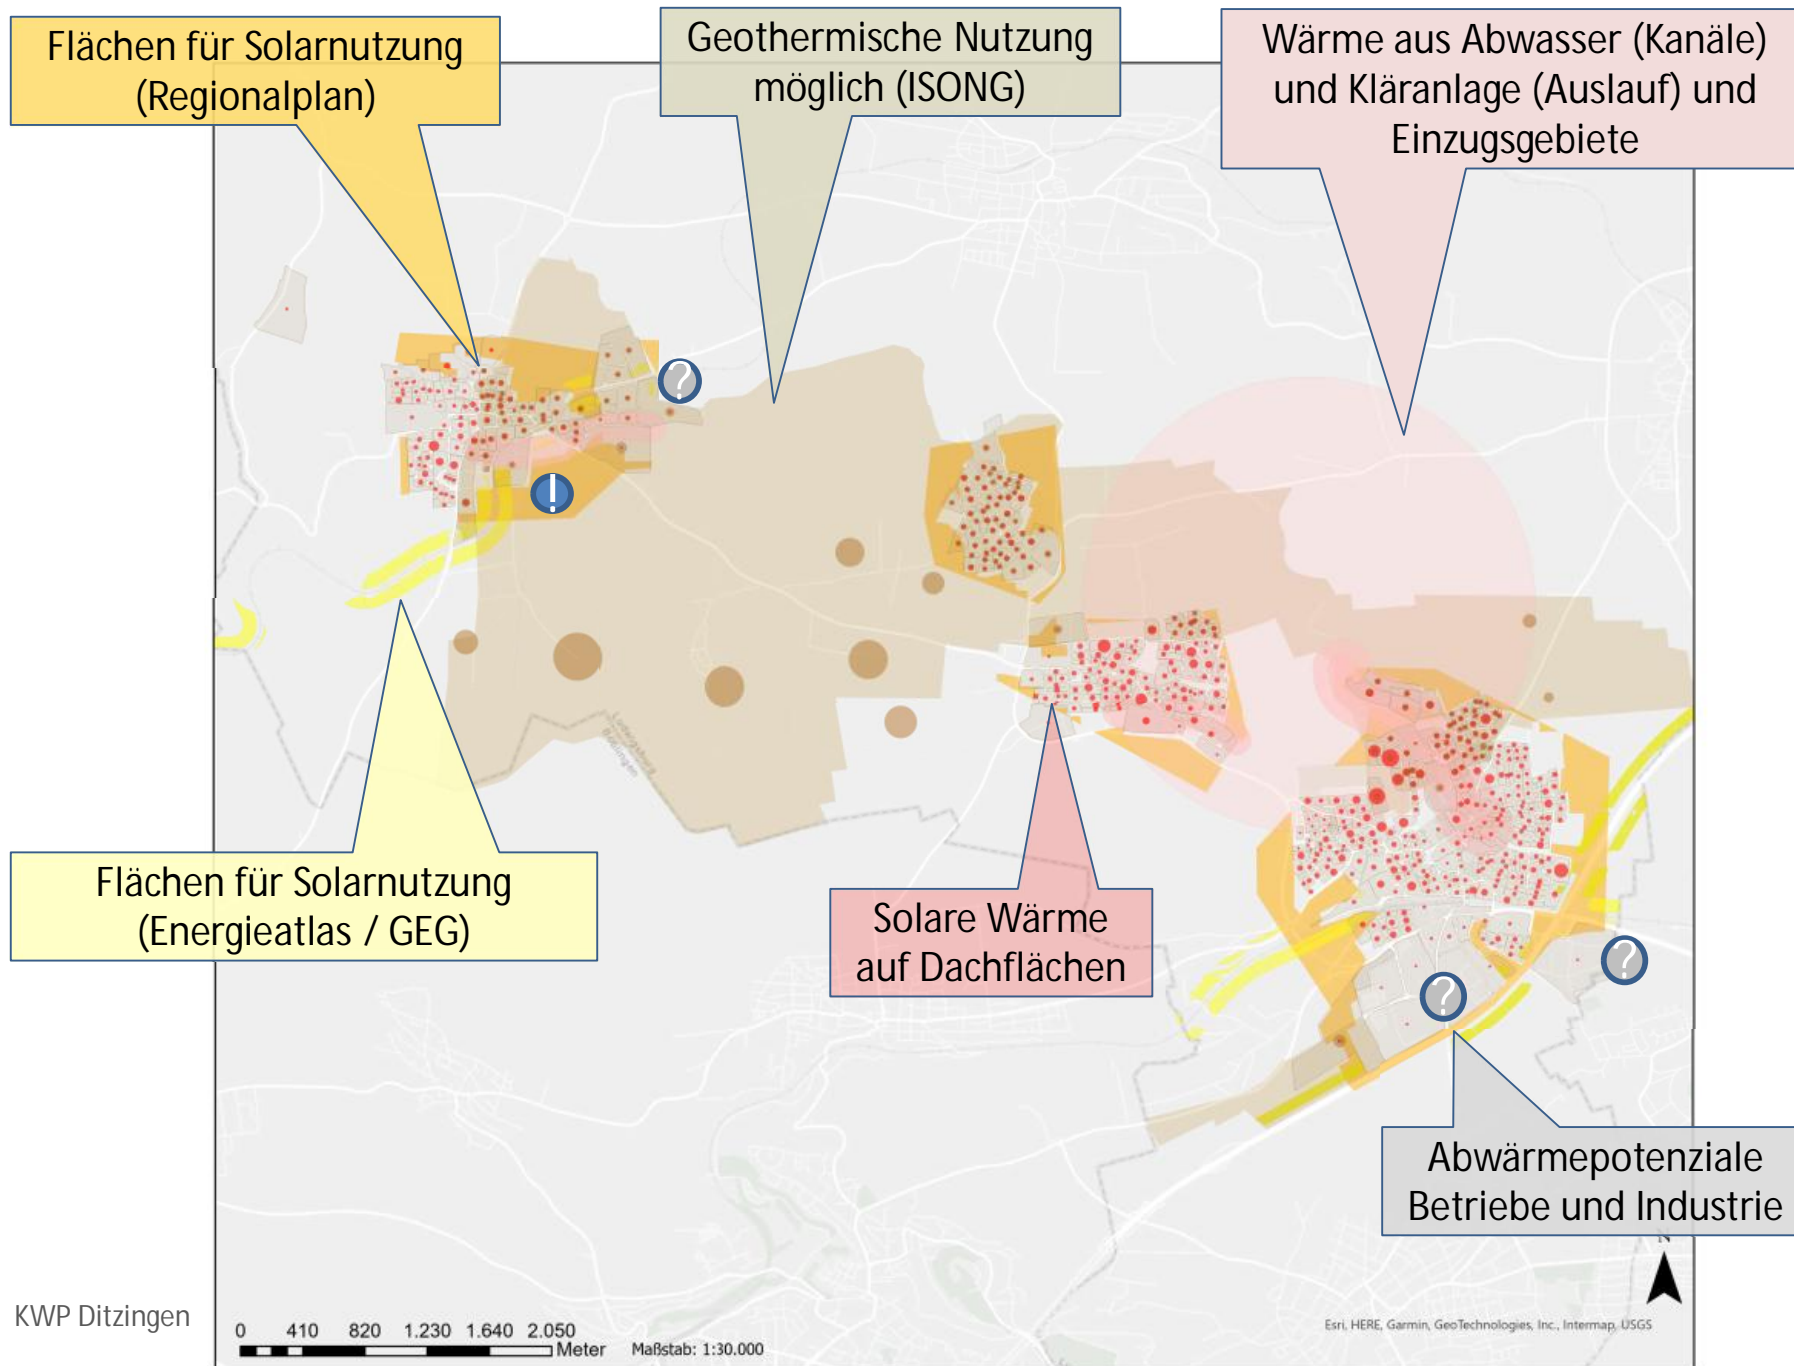 Flächen für Solarnutzung
(Regionalplan)
Geothermische Nutzung
möglich (ISONG)
Wärme aus Abwasser (Kanäle)
und Kläranlage (Auslauf) und
Einzugsgebiete
?
!
Ludwigsburg
Böblingen
Flächen für Solarnutzung
(Energieatlas / GEG)
Solare Wärme
auf Dachflächen
?
?
Abwärmepotenziale
Betriebe und Industrie
N
KWP Ditzingen
0 410 820 1.230 1.640 2.050
Meter
Maßstab: 1:30.000
Esri, HERE, Garmin, GeoTechnologies, Inc., Intermap, USGS